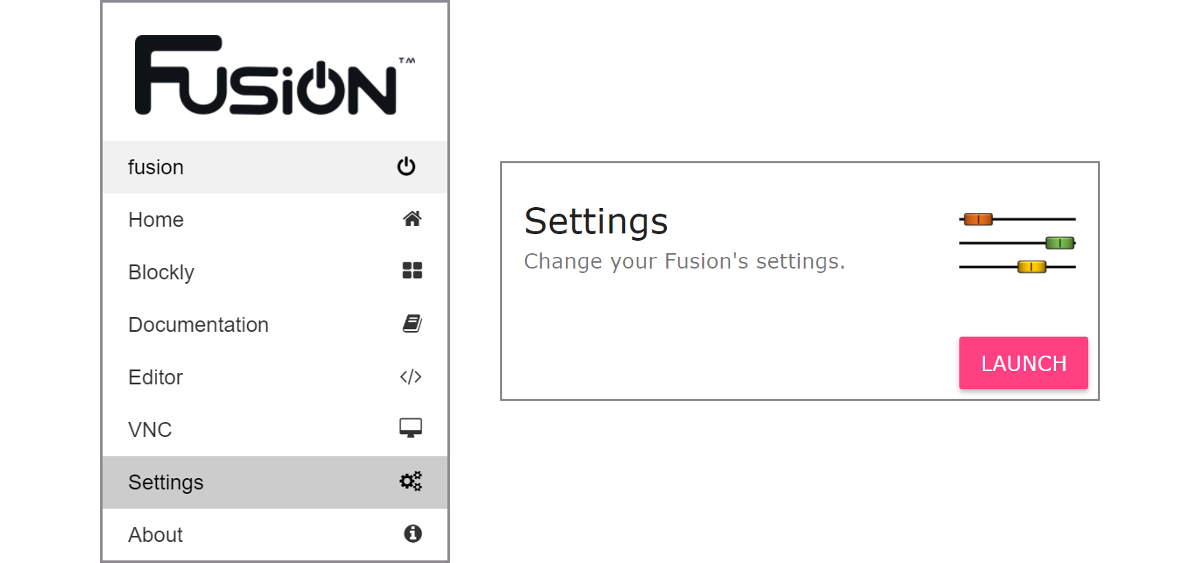 FUSION™
fusion
Home
Blockly
Documentation
Editor
VNC
Settings
About
Settings
Change your Fusion's settings.
LAUNCH